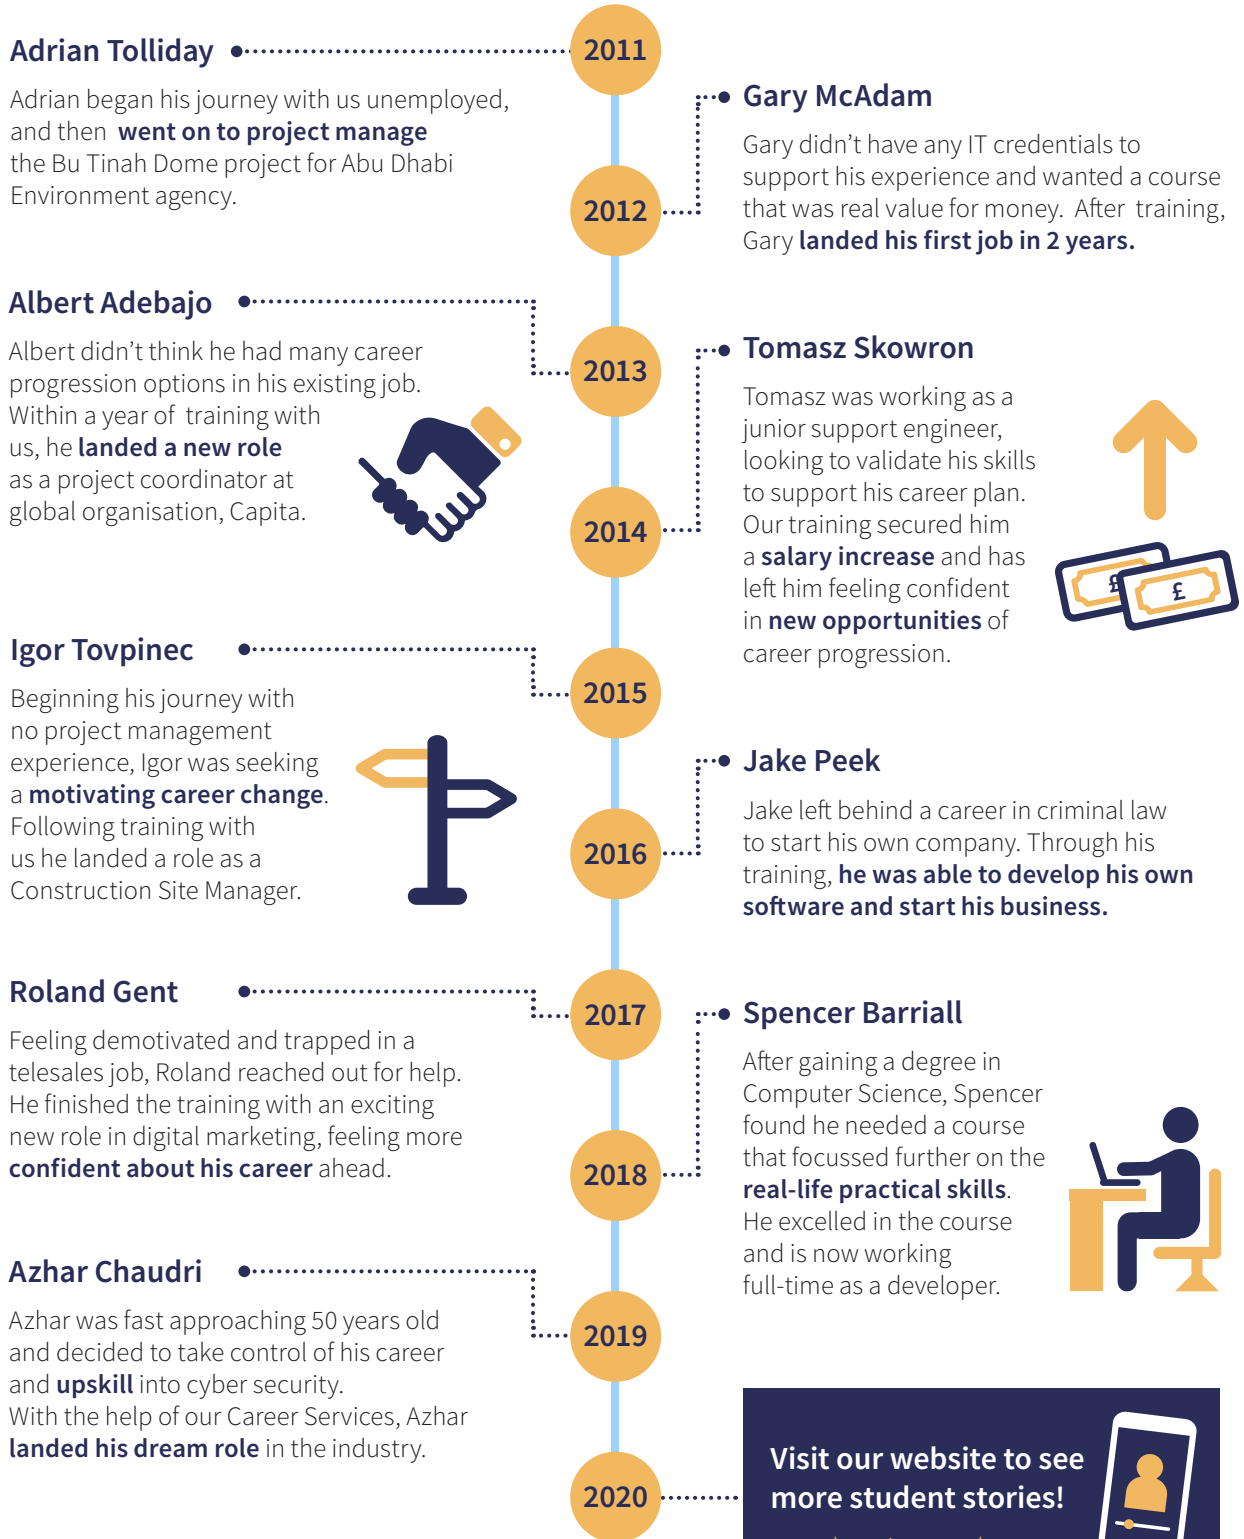 Adrian Tolliday
2011
Adrian began his journey with us unemployed,
and then went on to project manage
the Bu Tinah Dome project for Abu Dhabi
Environment agency.
Gary McAdam
2012
Gary didn't have any IT credentials to
support his experience and wanted a course
that was real value for money. After training,
Gary landed his first job in 2 years.
Albert Adebajo
2013
Albert didn't think he had many career
progression options in his existing job.
Within a year of training with
us, he landed a new role
as a project coordinator at
global organisation, Capita.
Tomasz Skowron
2014
Tomasz was working as a
junior support engineer,
looking to validate his skills
to support his career plan.
Our training secured him
a salary increase and has
left him feeling confident
in new opportunities of
career progression.
£
£
Igor Tovpinec
2015
Beginning his journey with
no project management
experience, Igor was seeking
a motivating career change.
Following training with
us he landed a role as a
Construction Site Manager.
Jake Peek
2016
Jake left behind a career in criminal law
to start his own company. Through his
training, he was able to develop his own
software and start his business.
Roland Gent
2017
Feeling demotivated and trapped in a
telesales job, Roland reached out for help.
He finished the training with an exciting
new role in digital marketing, feeling more
confident about his career ahead.
Spencer Barriall
2018
After gaining a degree in
Computer Science, Spencer
found he needed a course
that focussed further on the
real-life practical skills.
He excelled in the course
and is now working
full-time as a developer.
Azhar Chaudri
2019
Azhar was fast approaching 50 years old
and decided to take control of his career
and upskill into cyber security.
With the help of our Career Services, Azhar
landed his dream role in the industry.
2020
Visit our website to see
more student stories!